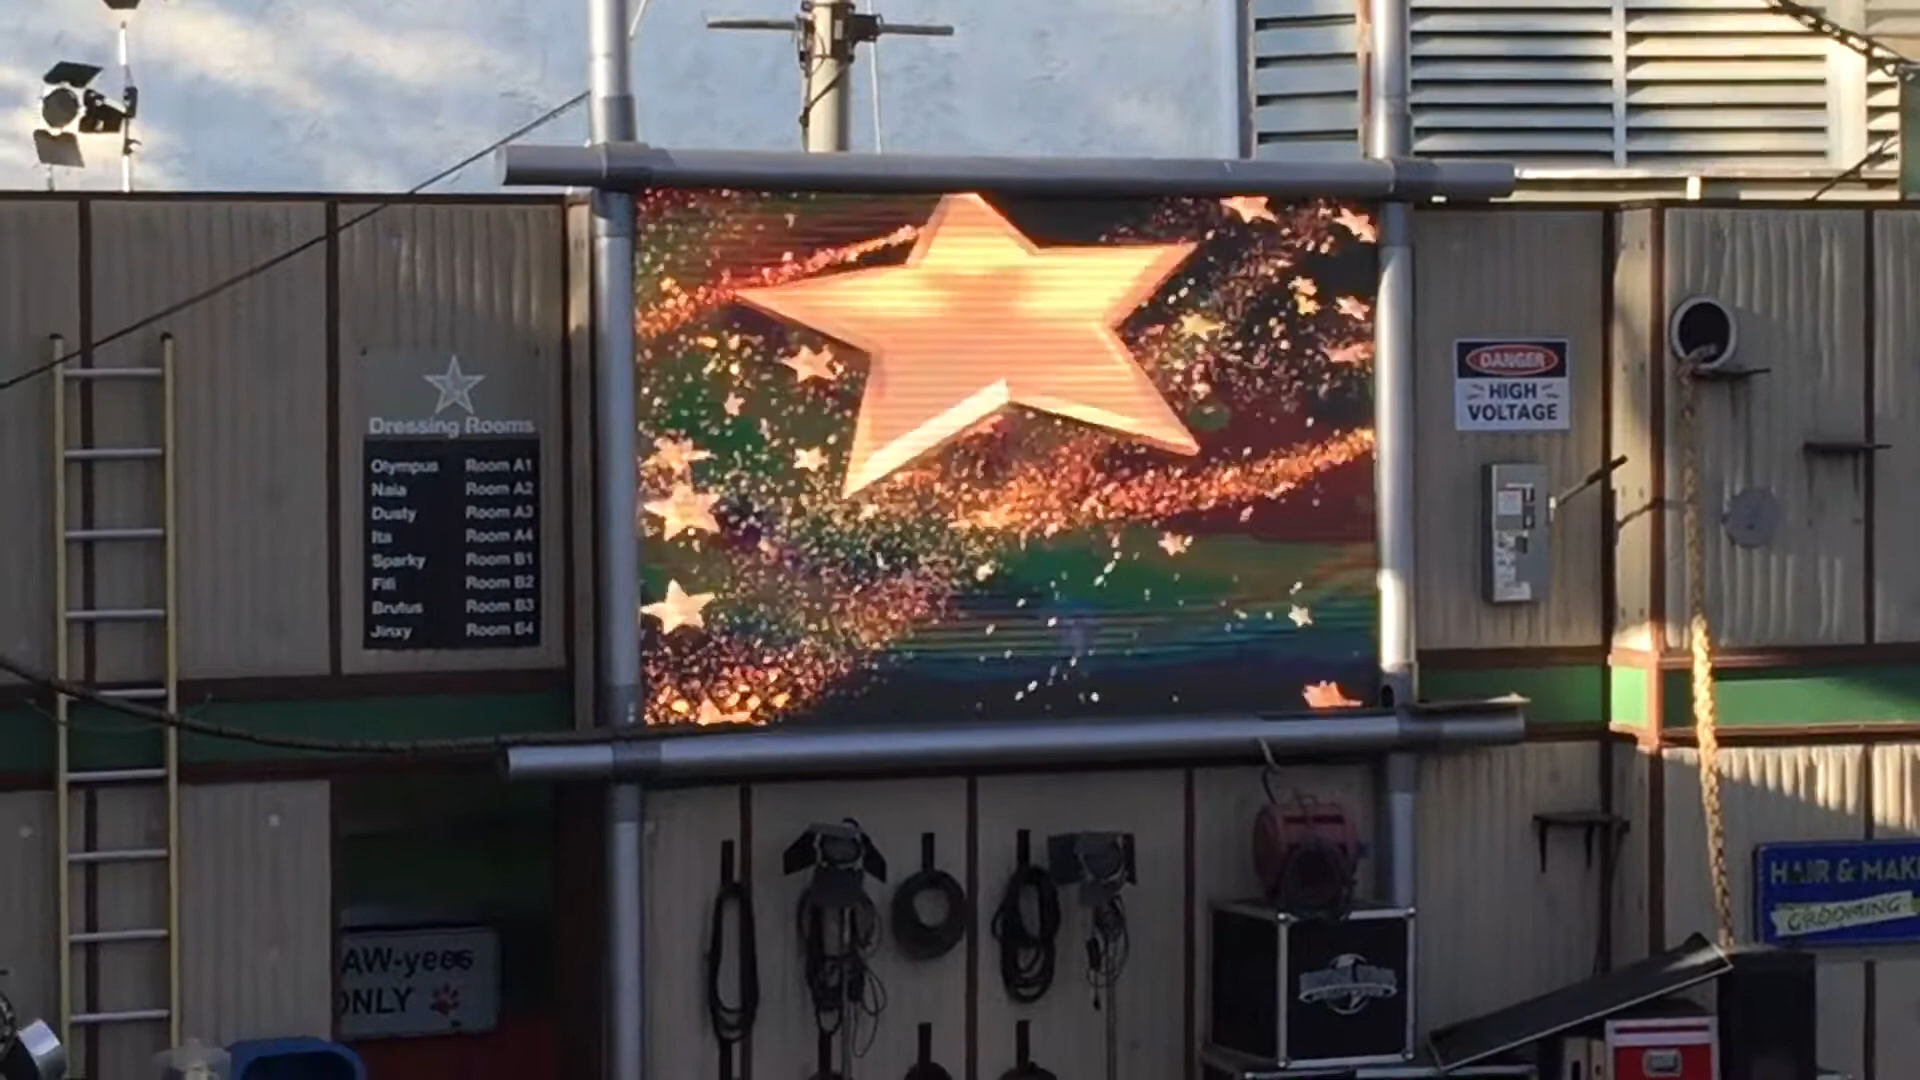 Dressing Rooms
Olympus Room A1
Naia Room A2
Dusty Room A3
Ita Room A4
Sparky Room B1
Fifi Room B2
Brutus Room B3
Jinxy Room B4
DANGER
HIGH
VOLTAGE
HAIR & MAK
GROOMING
AW-yees
ONLY